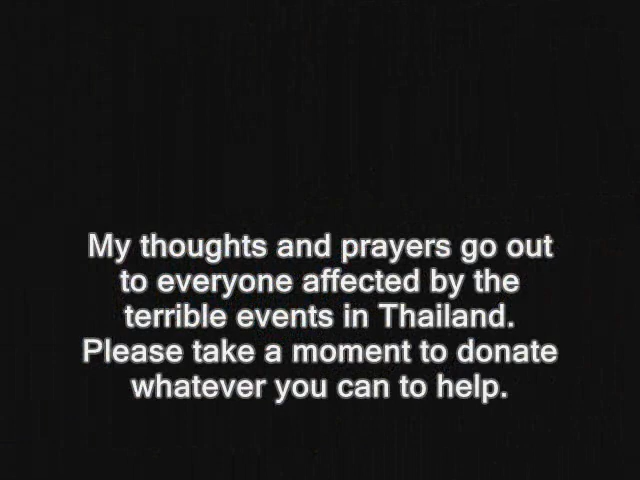 My thoughts and prayers go out
to everyone affected by the
terrible events in Thailand.
Please take a moment to donate
whatever you can to help.